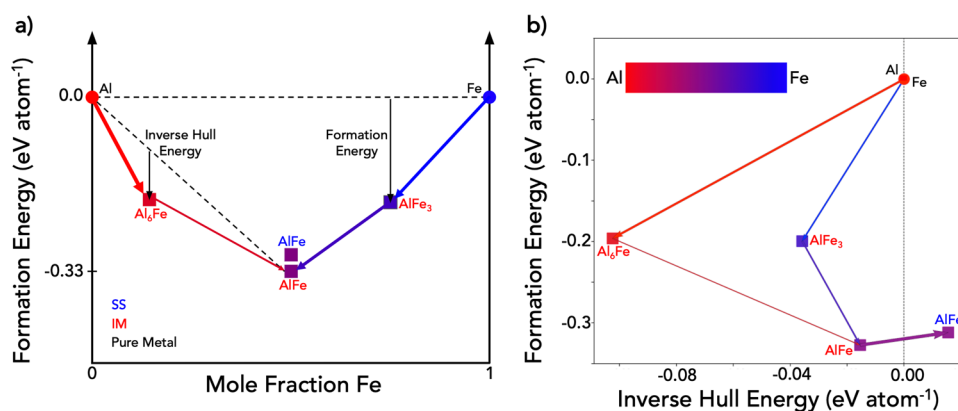 a)
Formation Energy (eV atom-1)
0.0
-0.33
Al
Fe
Inverse Hull
Energy
Formation
Energy
Al₆Fe
AlFe₃
AlFe
AlFe
SS
IM
Pure Metal
0
Mole Fraction Fe
1
b)
Formation Energy (eV atom-1)
0.0
-0.1
-0.2
-0.3
Al
Fe
Al
Fe
Al₆Fe
AlFe₃
AlFe
AlFe
-0.08
-0.04
0.00
Inverse Hull Energy (eV atom-1)